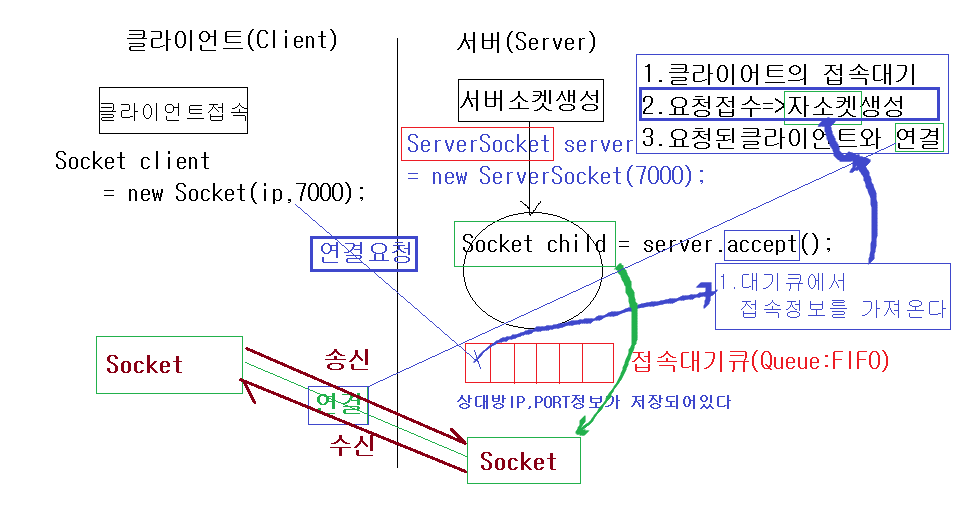 클라이언트(Client)
서버(Server)
클라이언트접속
Socket client
= new Socket(ip,7000);
서버소켓생성
ServerSocket server
= new ServerSocket(7000);
1.클라이어트의 접속대기
2.요청접수=>자소켓생성
3.요청된클라이언트와 연결
연결요청
Socket child = server.accept();
1.대기큐에서
접속정보를 가져온다
접속대기큐(Queue:FIFO)
상대방IP,PORT정보가 저장되어있다
Socket
송신
연결
수신
Socket